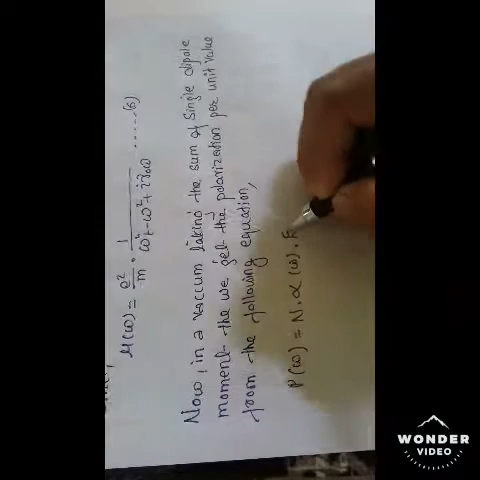 μ(ω) = e²/m · 1/(ω₀² - ω² + i r₀ω) ......(6)
Now, in a vaccum taking the sum of single dipole
moment the we get the polarization per unit value
from the following equation,
P(ω) = N.α(ω).
WONDER
VIDEO